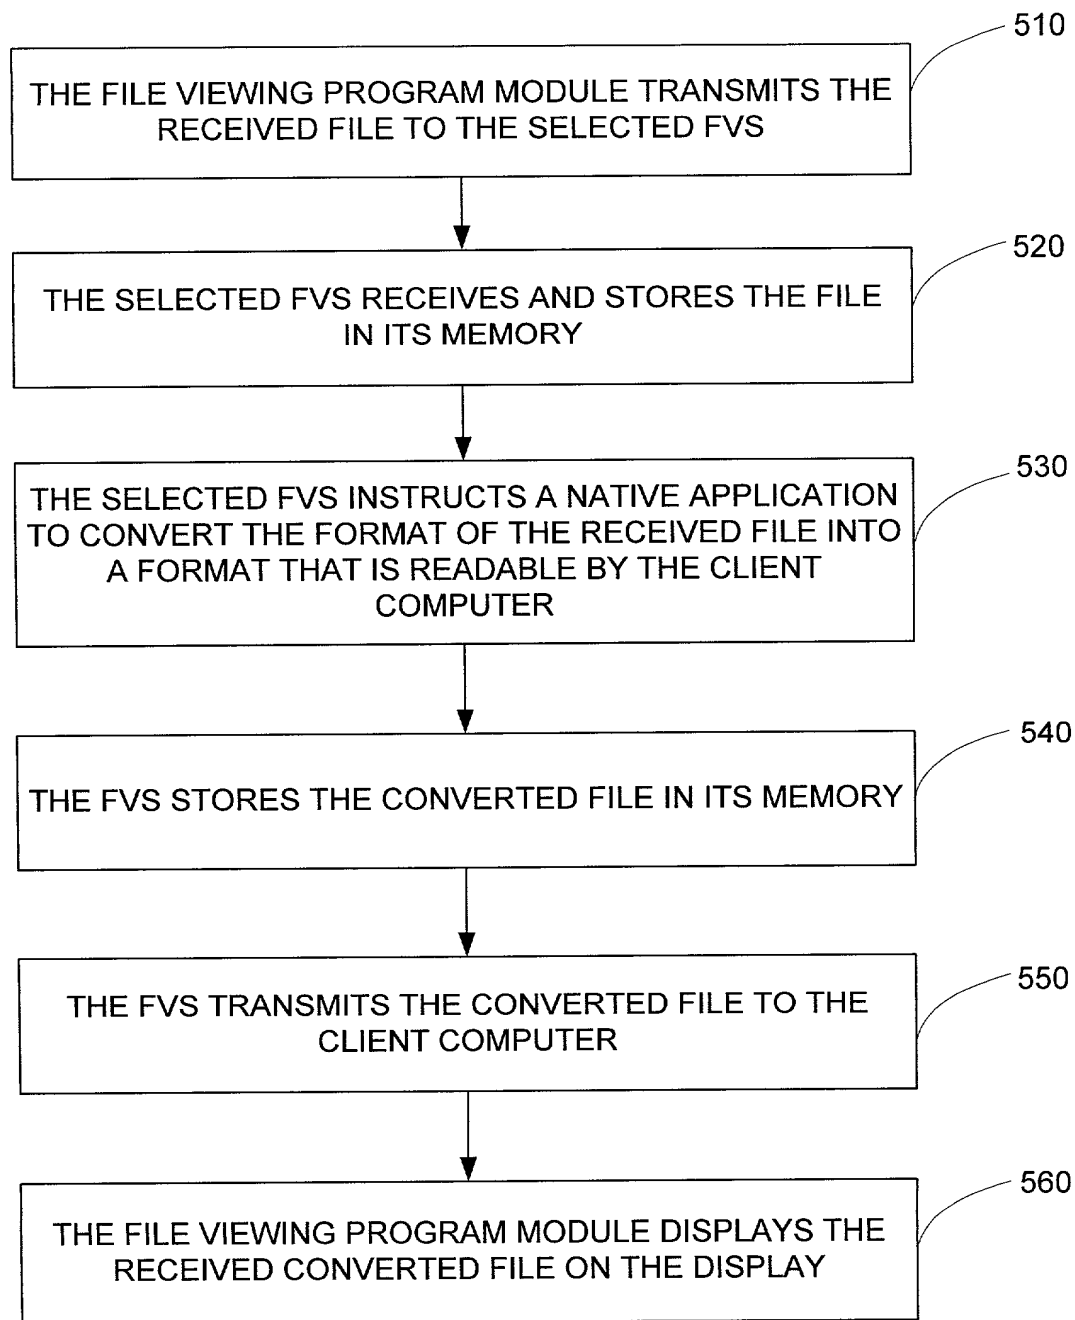 510
THE FILE VIEWING PROGRAM MODULE TRANSMITS THE
RECEIVED FILE TO THE SELECTED FVS
520
THE SELECTED FVS RECEIVES AND STORES THE FILE
IN ITS MEMORY
530
THE SELECTED FVS INSTRUCTS A NATIVE APPLICATION
TO CONVERT THE FORMAT OF THE RECEIVED FILE INTO
A FORMAT THAT IS READABLE BY THE CLIENT
COMPUTER
540
THE FVS STORES THE CONVERTED FILE IN ITS MEMORY
550
THE FVS TRANSMITS THE CONVERTED FILE TO THE
CLIENT COMPUTER
560
THE FILE VIEWING PROGRAM MODULE DISPLAYS THE
RECEIVED CONVERTED FILE ON THE DISPLAY